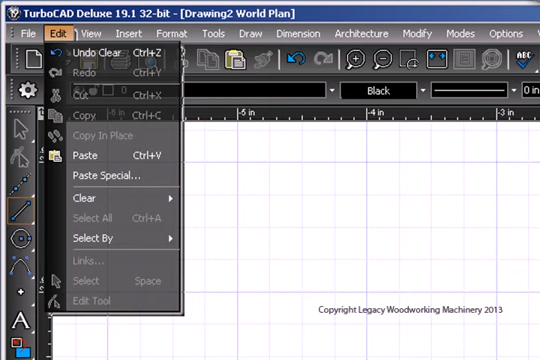 TurboCAD Deluxe 19.1 32-bit - [Drawing2 World Plan]
File Edit View Insert Format Tools Draw Dimension Architecture Modify Modes Options
Undo Clear Ctrl+Z
Redo Ctrl+Y
ABC
Cut Ctrl+X
Black
0 in
Copy Ctrl+C
-5 in -4 in -3 in
Copy In Place
Paste Ctrl+V
Paste Special...
Clear
Select All Ctrl+A
Select By
Links...
Select Space
Edit Tool
Copyright Legacy Woodworking Machinery 2013
A